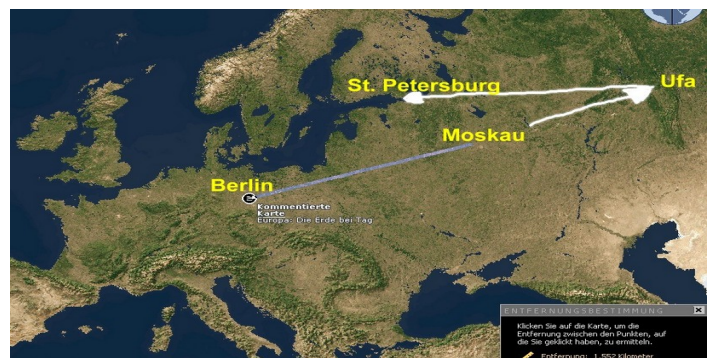 St. Petersburg
Ufa
Moskau
Berlin
Kommentierte
Karte
Europa: Die Erde bei Tag
ENTFERNUNGSBESTIMMUNG
Klicken Sie auf die Karte, um die
Entfernung zwischen den Punkten, auf
die Sie geklickt haben, zu ermitteln.
Entfernung: 1.552 Kilometer